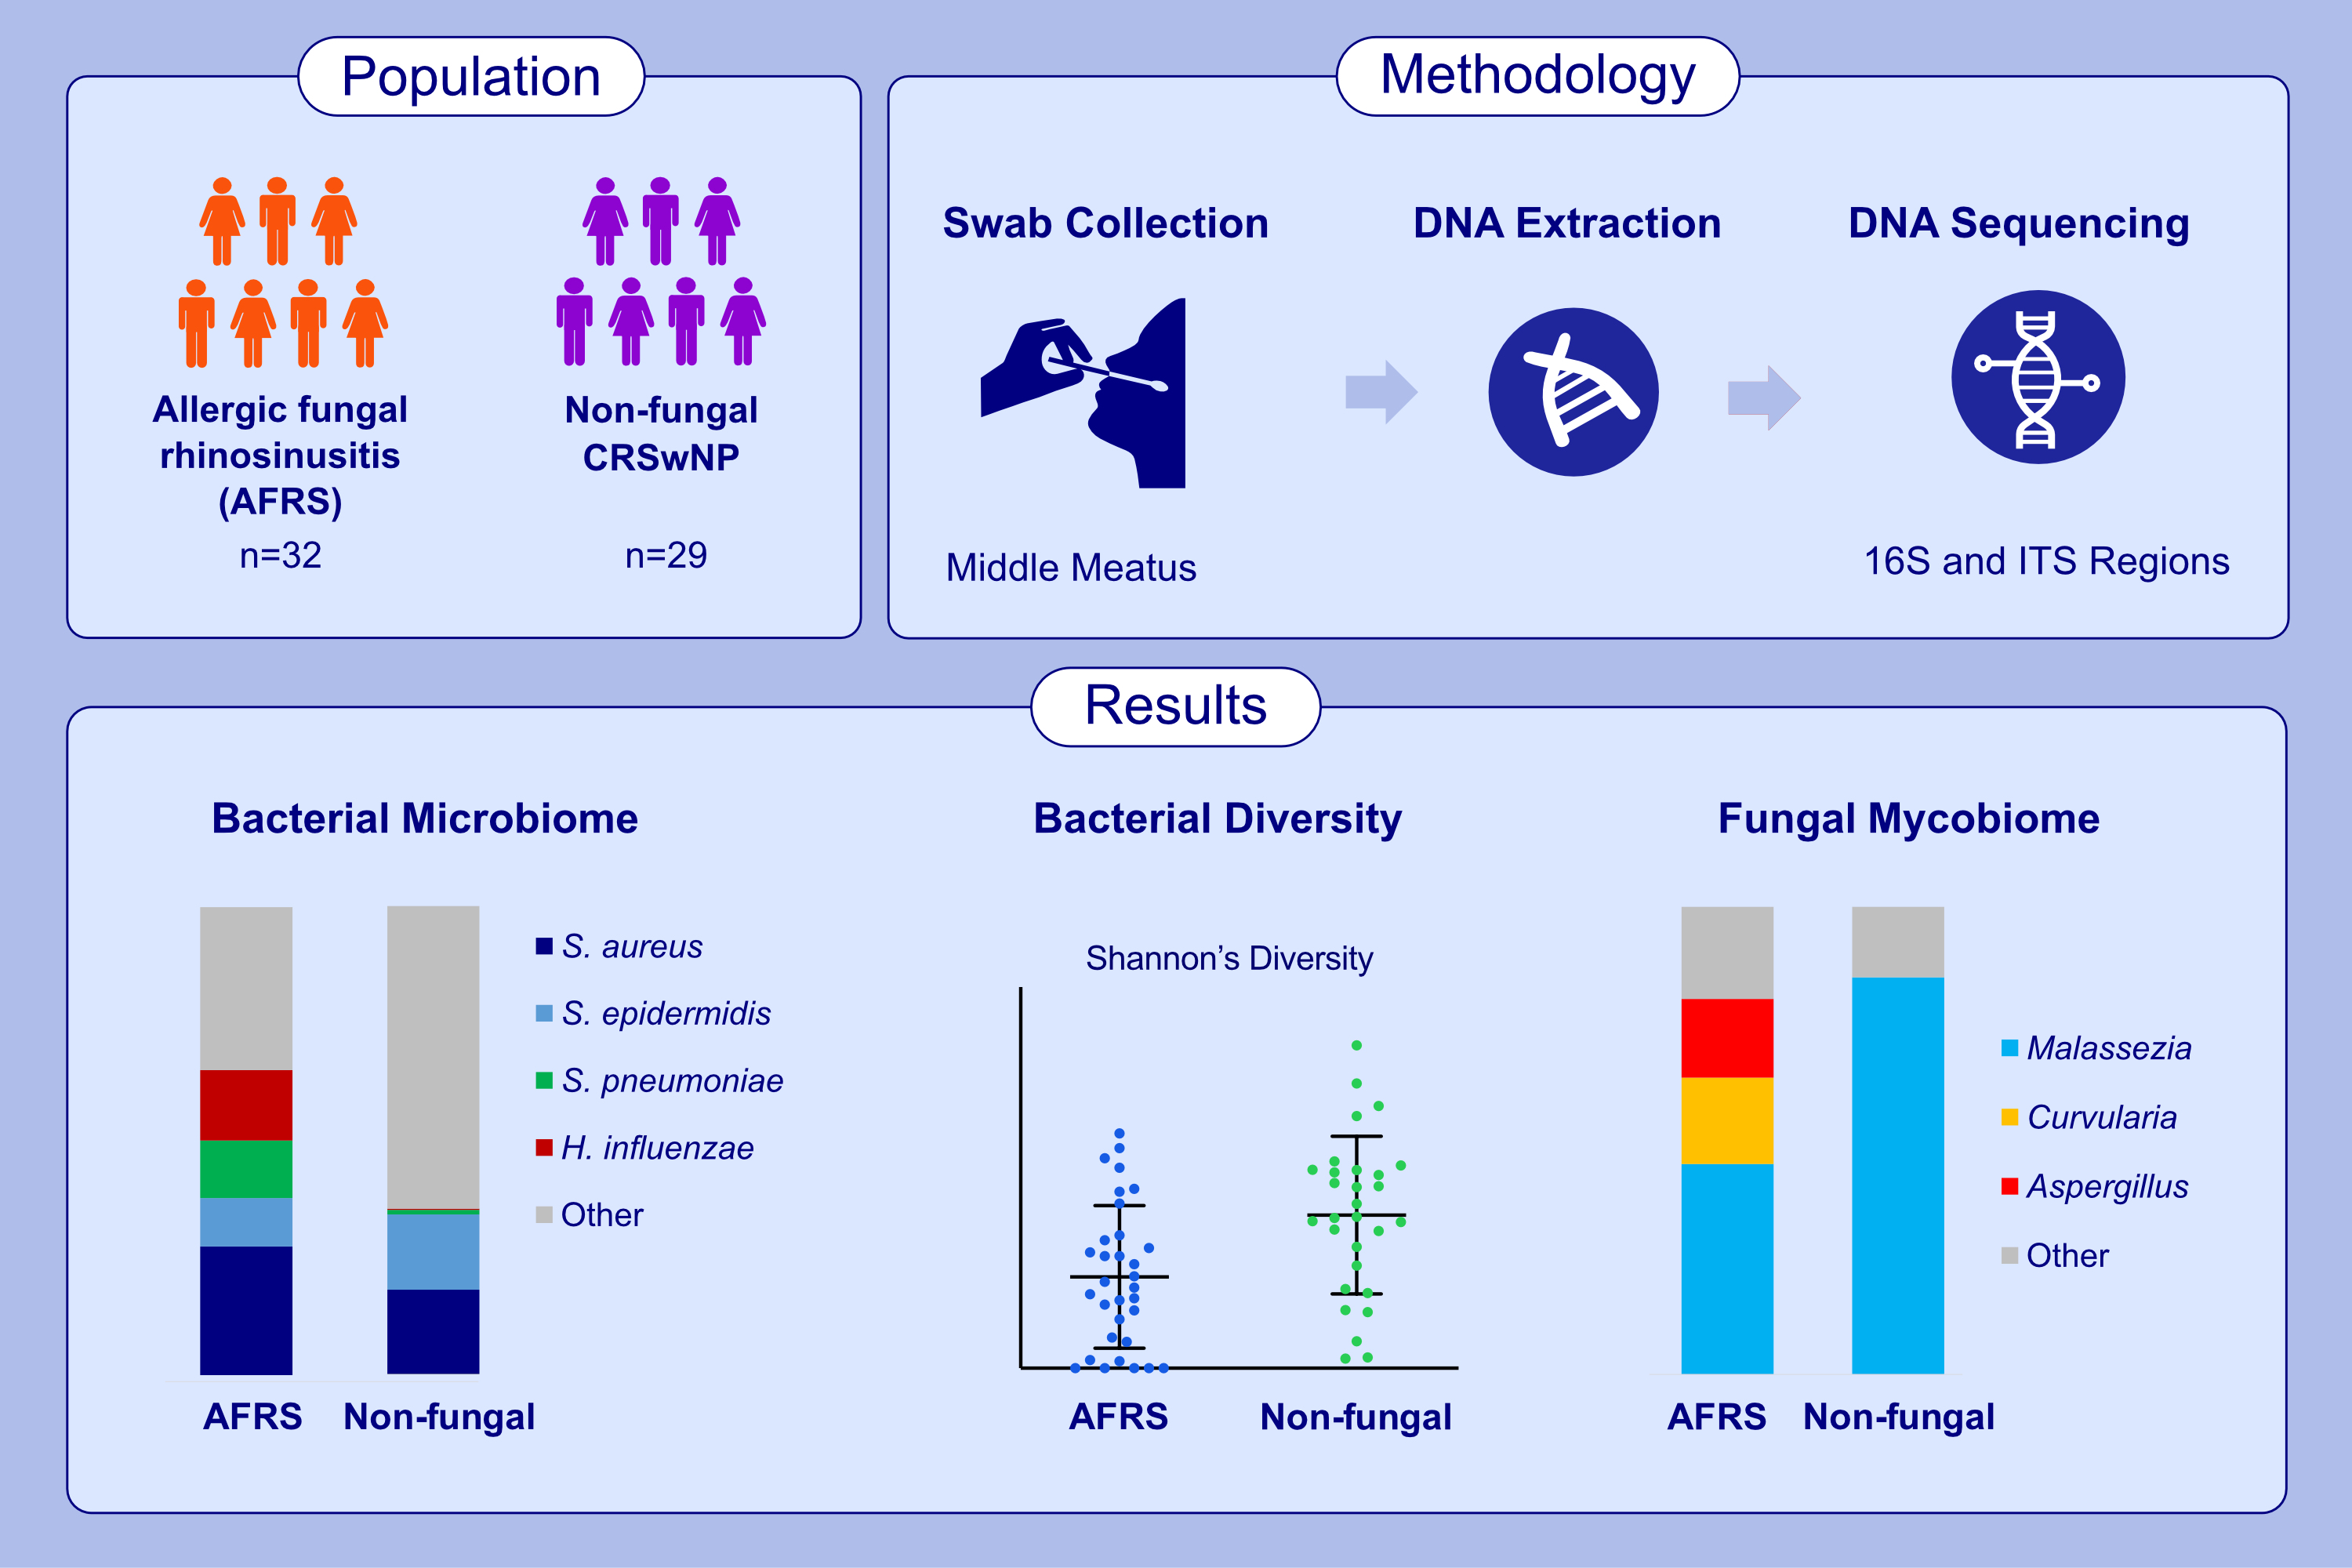 Population
Allergic fungal
rhinosinusitis
(AFRS)
n=32
Non-fungal
CRSwNP
n=29
Methodology
Swab Collection
Middle Meatus
DNA Extraction
DNA Sequencing
16S and ITS Regions
Results
Bacterial Microbiome
S. aureus
S. epidermidis
S. pneumoniae
H. influenzae
Other
AFRS
Non-fungal
Bacterial Diversity
Shannon's Diversity
AFRS
Non-fungal
Fungal Mycobiome
Malassezia
Curvularia
Aspergillus
Other
AFRS
Non-fungal